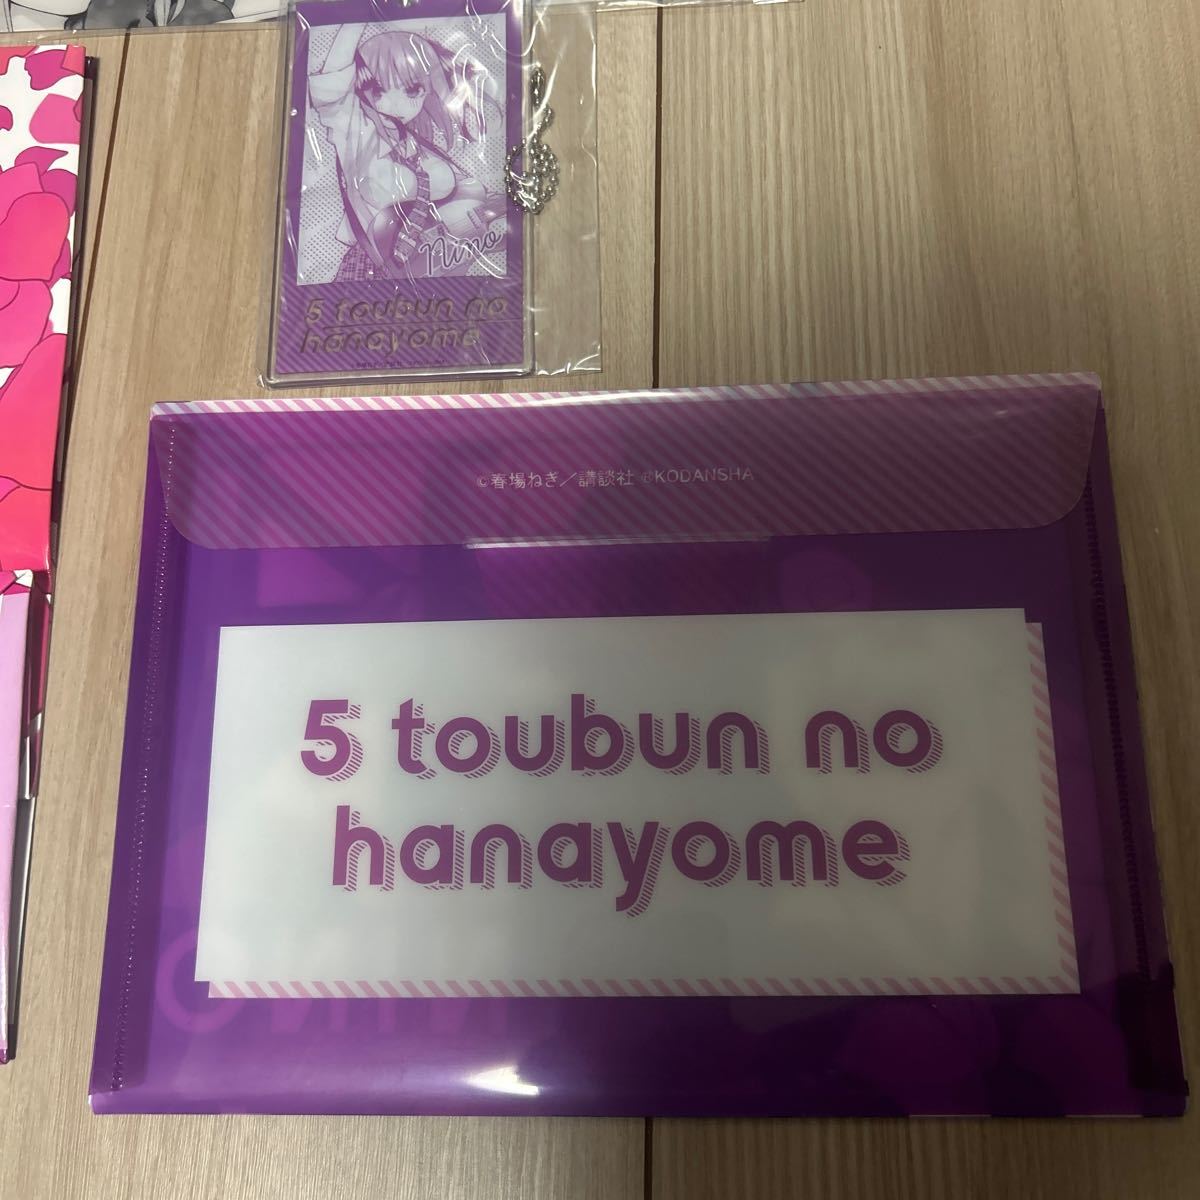 Nino
5 toubun no
hanayome
©春場ねぎ／講談社 ℗KODANSHA
5 toubun no
hanayome